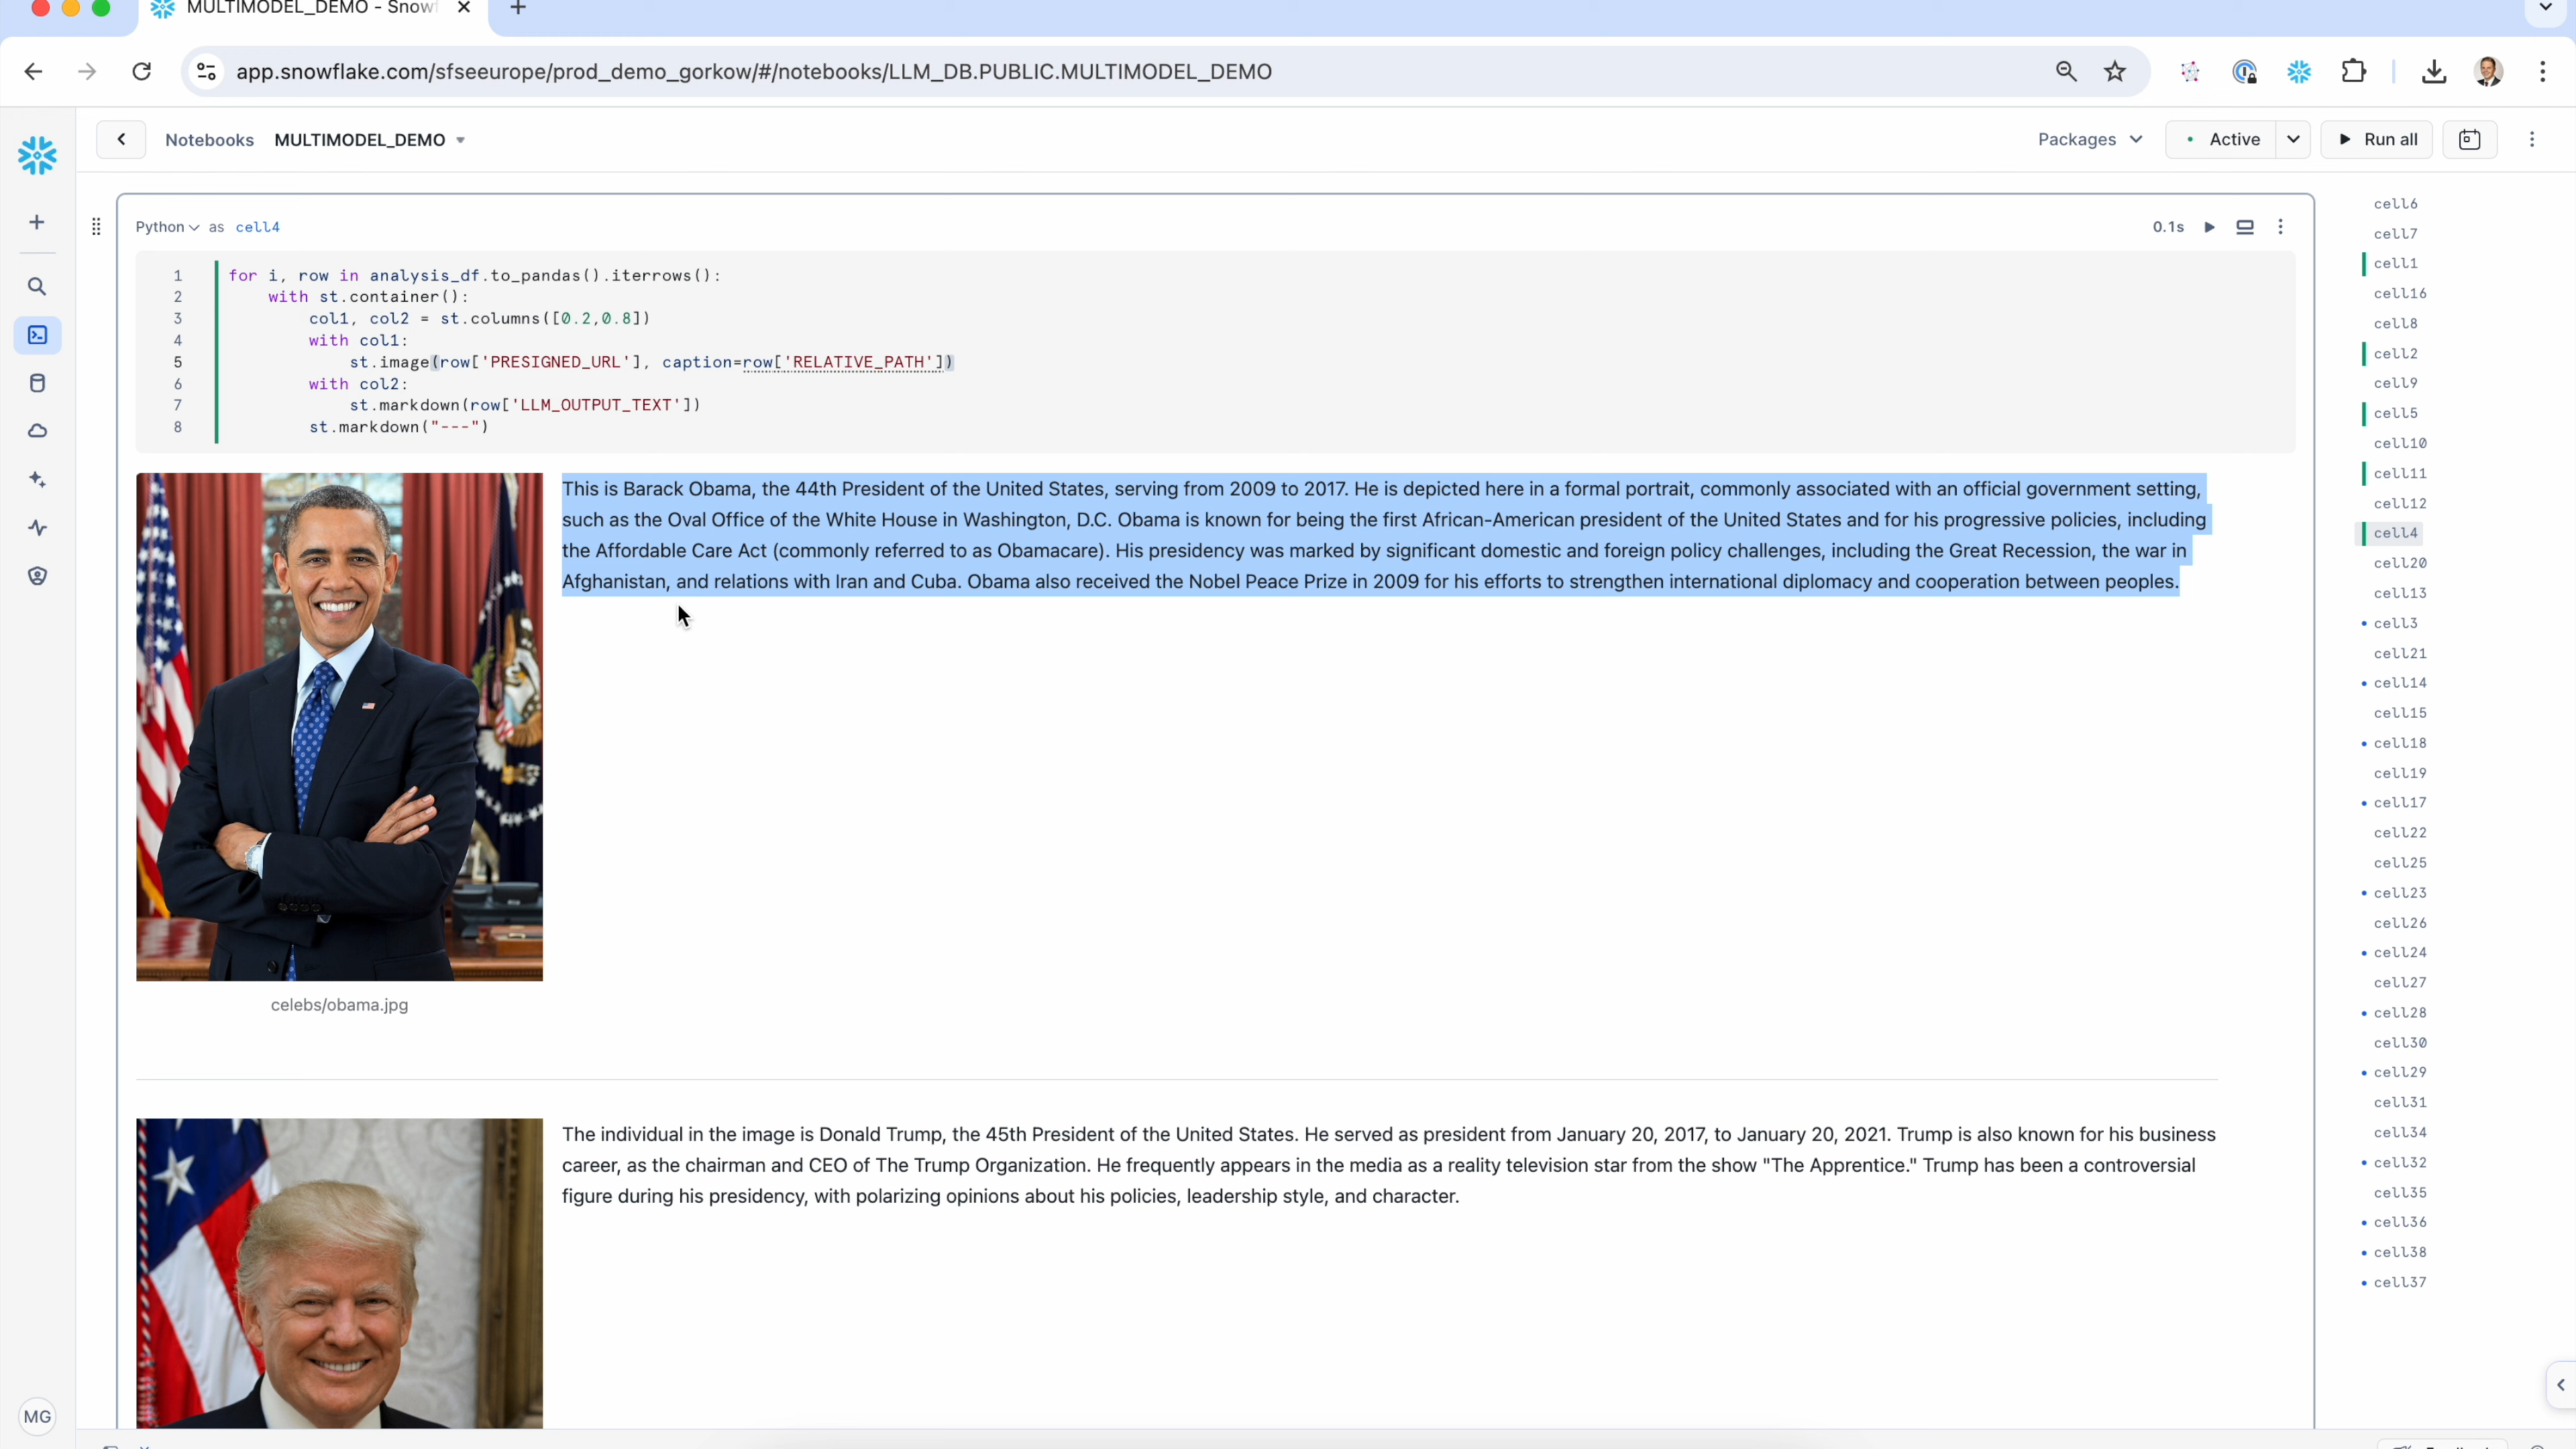 MULTIMODEL_DEMO - Snowf
app.snowflake.com/sfseeurope/prod_demo_gorkow/#/notebooks/LLM_DB.PUBLIC.MULTIMODEL_DEMO
Notebooks MULTIMODEL_DEMO
Packages
Active
Run all
Python as cell4
0.1s
1 for i, row in analysis_df.to_pandas().iterrows():
2 with st.container():
3 col1, col2 = st.columns([0.2,0.8])
4 with col1:
5 st.image(row['PRESIGNED_URL'], caption=row['RELATIVE_PATH'])
6 with col2:
7 st.markdown(row['LLM_OUTPUT_TEXT'])
8 st.markdown("---")
This is Barack Obama, the 44th President of the United States, serving from 2009 to 2017. He is depicted here in a formal portrait, commonly associated with an official government setting,
such as the Oval Office of the White House in Washington, D.C. Obama is known for being the first African-American president of the United States and for his progressive policies, including
the Affordable Care Act (commonly referred to as Obamacare). His presidency was marked by significant domestic and foreign policy challenges, including the Great Recession, the war in
Afghanistan, and relations with Iran and Cuba. Obama also received the Nobel Peace Prize in 2009 for his efforts to strengthen international diplomacy and cooperation between peoples.
celebs/obama.jpg
The individual in the image is Donald Trump, the 45th President of the United States. He served as president from January 20, 2017, to January 20, 2021. Trump is also known for his business
career, as the chairman and CEO of The Trump Organization. He frequently appears in the media as a reality television star from the show "The Apprentice." Trump has been a controversial
figure during his presidency, with polarizing opinions about his policies, leadership style, and character.
MG
cell6
cell7
cell1
cell16
cell8
cell2
cell9
cell5
cell10
cell11
cell12
cell4
cell20
cell13
cell3
cell21
cell14
cell15
cell18
cell19
cell17
cell22
cell25
cell23
cell26
cell24
cell27
cell28
cell30
cell29
cell31
cell34
cell32
cell35
cell36
cell38
cell37